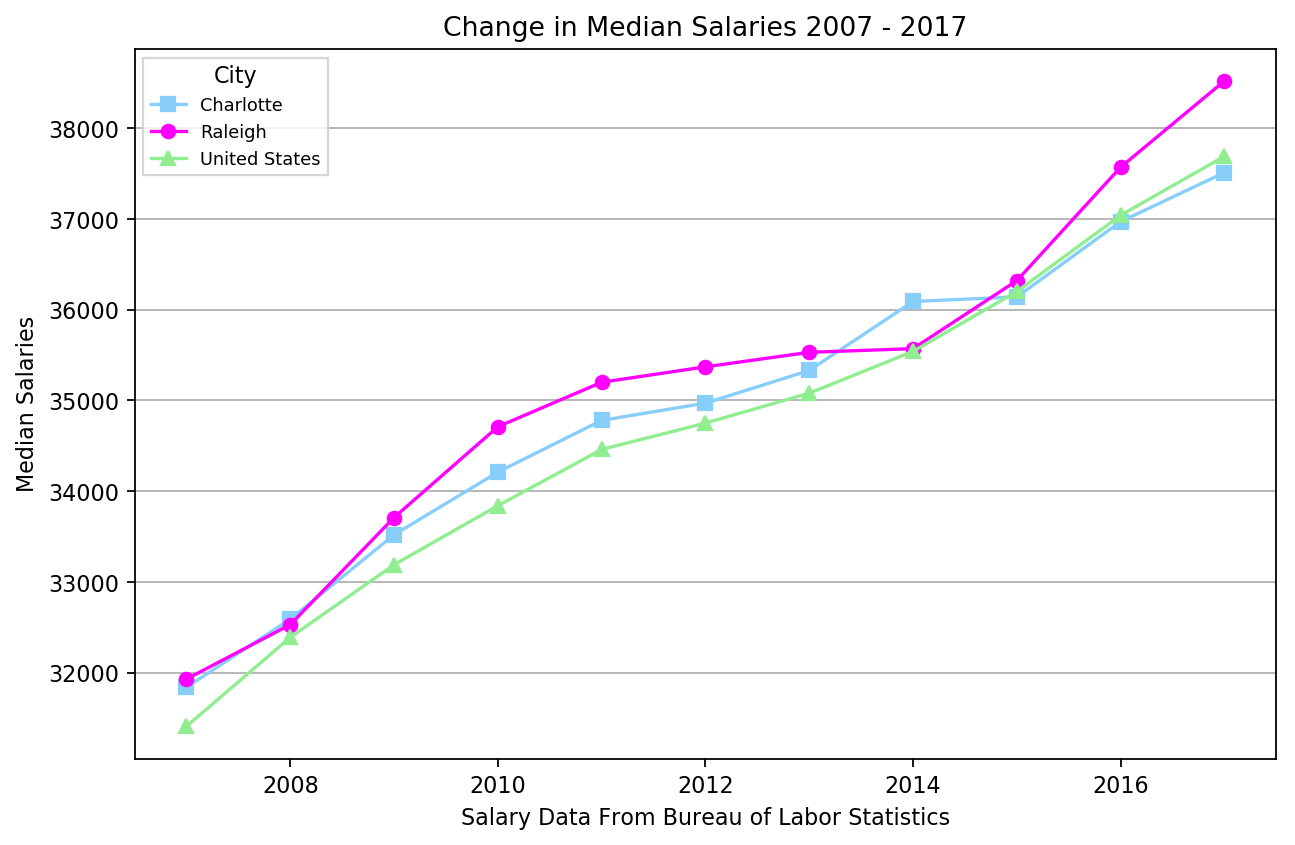 Change in Median Salaries 2007 - 2017
City
Charlotte
Raleigh
United States
38000
37000
36000
35000
34000
33000
32000
Median Salaries
2008 2010 2012 2014 2016
Salary Data From Bureau of Labor Statistics